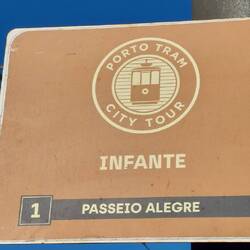 PORTO TRAM
CITY TOUR
INFANTE
1 PASSEIO ALEGRE